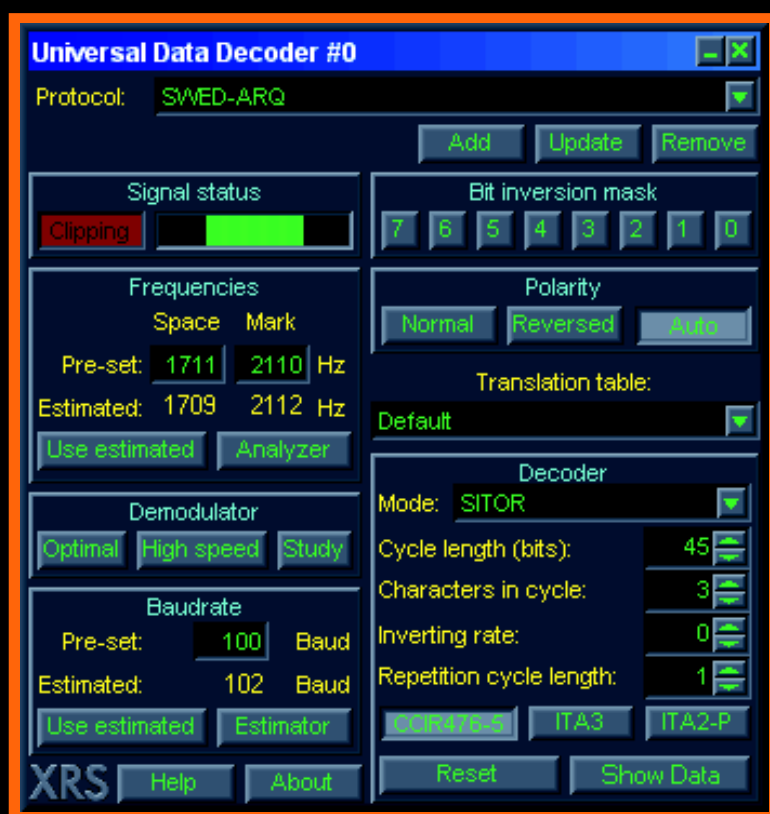 Universal Data Decoder #0
Protocol: SWED-ARQ
Add Update Remove
Signal status
Clipping
Bit inversion mask
7 6 5 4 3 2 1 0
Frequencies
Space Mark
Pre-set: 1711 2110 Hz
Estimated: 1709 2112 Hz
Use estimated Analyzer
Polarity
Normal Reversed Auto
Translation table:
Default
Demodulator
Optimal High speed Study
Baudrate
Pre-set: 100 Baud
Estimated: 102 Baud
Use estimated Estimator
Decoder
Mode: SITOR
Cycle length (bits): 45
Characters in cycle: 3
Inverting rate: 0
Repetition cycle length: 1
CCIR476-5 ITA3 ITA2-P
XRS Help About
Reset Show Data